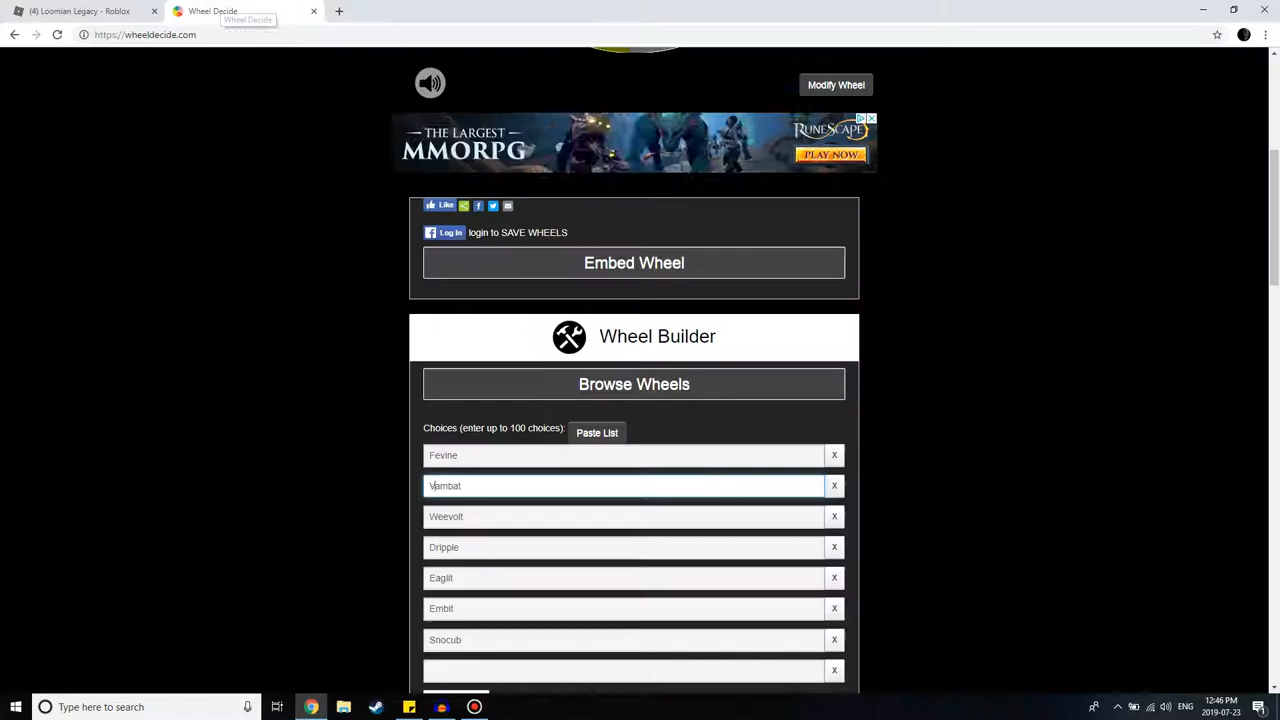 (4) Loomian Legacy - Roblox
Wheel Decide
Wheel Decide
https://wheeldecide.com
Modify Wheel
THE LARGEST
MMORPG
RUNESCAPE
PLAY NOW
Like
Log In login to SAVE WHEELS
Embed Wheel
Wheel Builder
Browse Wheels
Choices (enter up to 100 choices): Paste List
Fevine X
Vambat X
Weevolt X
Dripple X
Eaglit X
Embit X
Snocub X
X
Type here to search
ENG
12:46 PM
2019-07-23